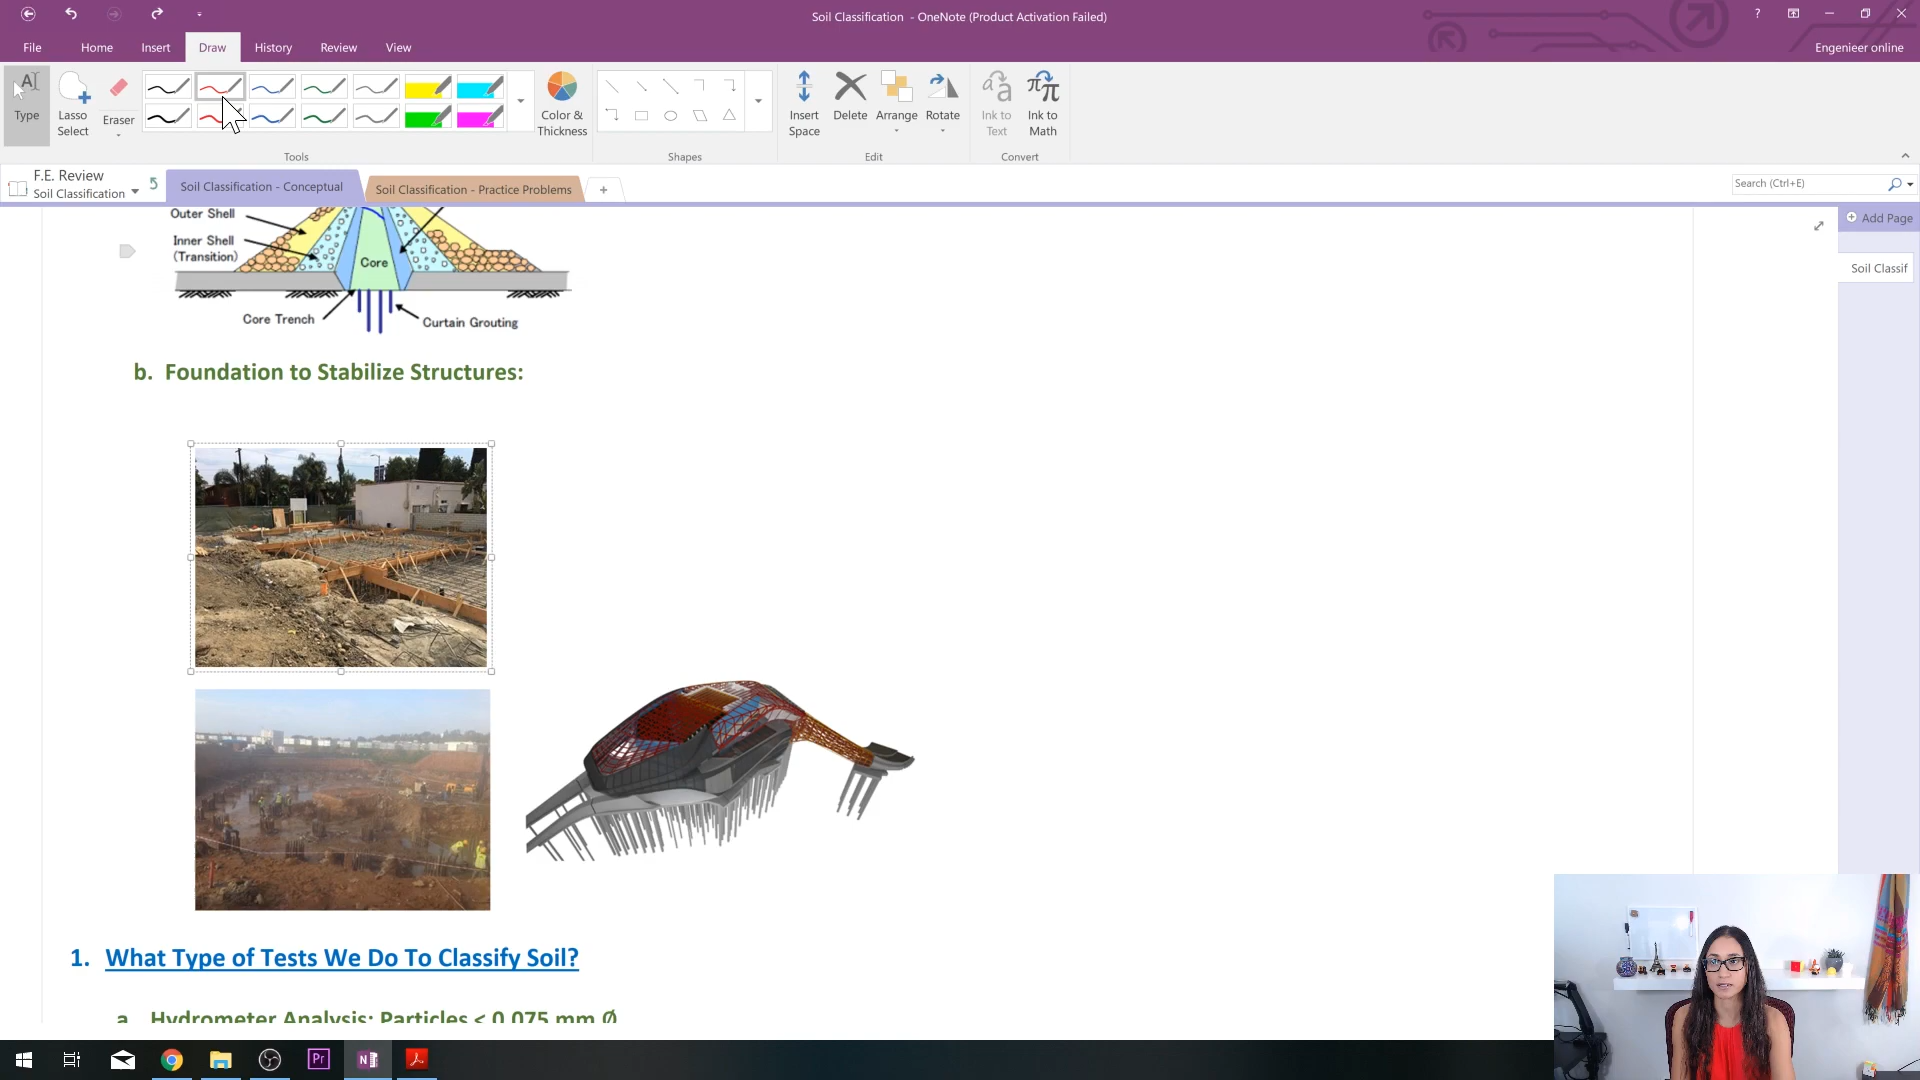 Soil Classification - OneNote (Product Activation Failed)
File Home Insert Draw History Review View
Engenieer online
Type
Lasso Select
Eraser
Color & Thickness
Insert Space
Delete
Arrange
Rotate
Ink to Text
Ink to Math
Tools
Shapes
Edit
Convert
F.E. Review
Soil Classification
Soil Classification - Conceptual
Soil Classification - Practice Problems
Search (Ctrl+E)
Add Page
Soil Classif
Outer Shell
Inner Shell
(Transition)
Core
Core Trench
Curtain Grouting
b. Foundation to Stabilize Structures:
1. What Type of Tests We Do To Classify Soil?
a. Hydrometer Analysis: Particles < 0.075 mm Ø
Pr